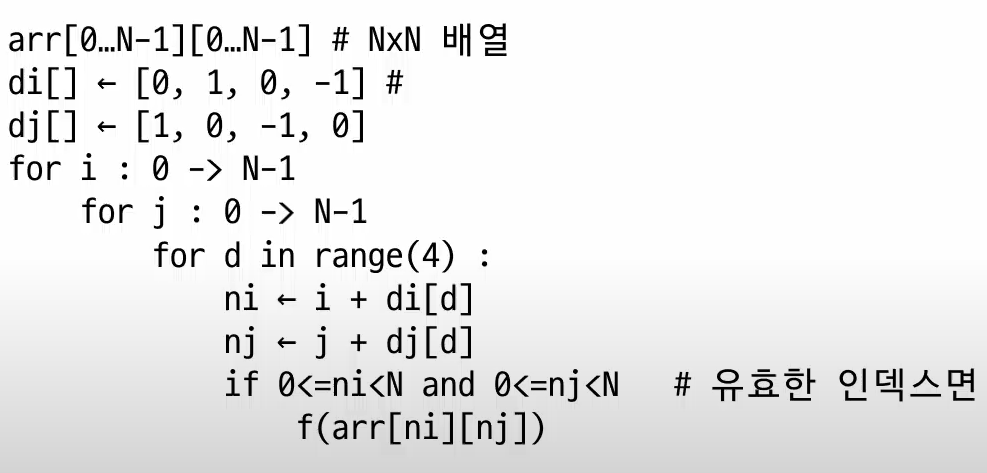 arr[0…N-1][0…N-1] # NxN 배열
di[] ← [0, 1, 0, -1] #
dj[] ← [1, 0, -1, 0]
for i : 0 -> N-1
for j : 0 -> N-1
for d in range(4) :
ni ← i + di[d]
nj ← j + dj[d]
if 0<=ni<N and 0<=nj<N # 유효한 인덱스면
f(arr[ni][nj])